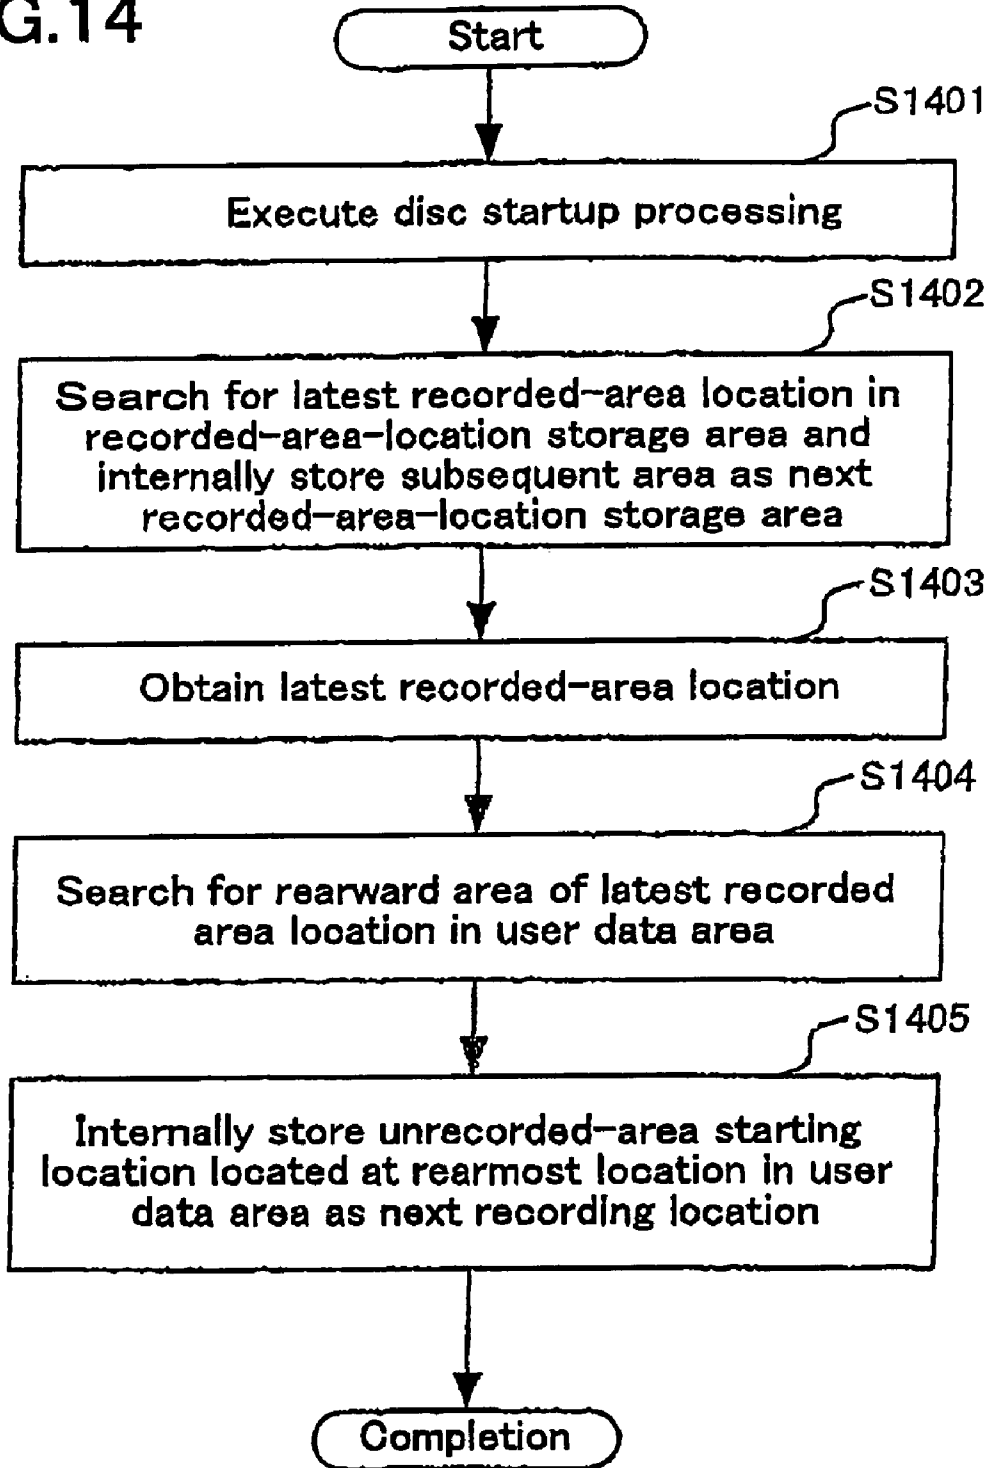 G.14
Start
S1401
Execute disc startup processing
S1402
Search for latest recorded-area location in
recorded-area-location storage area and
internally store subsequent area as next
recorded-area-location storage area
S1403
Obtain latest recorded-area location
S1404
Search for rearward area of latest recorded
area location in user data area
S1405
Internally store unrecorded-area starting
location located at rearmost location in user
data area as next recording location
Completion